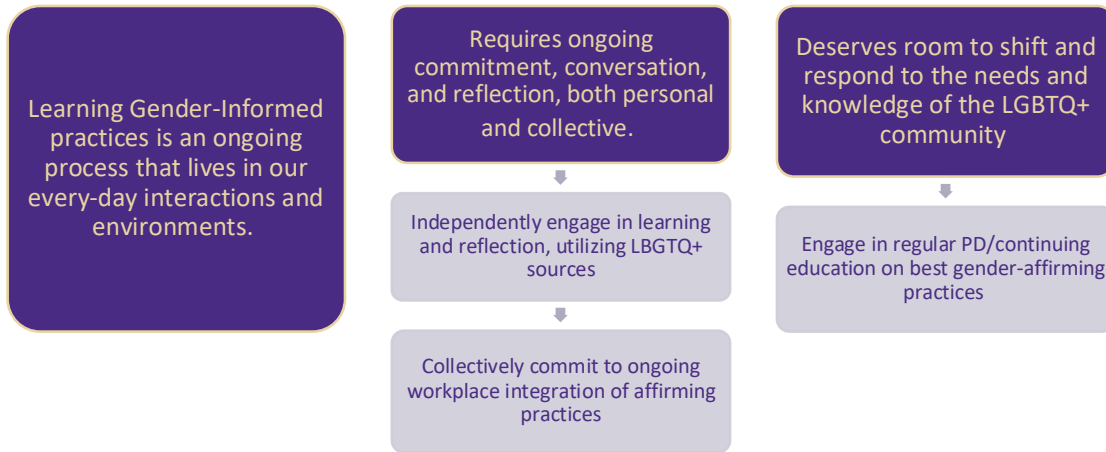 Learning Gender-Informed
practices is an ongoing
process that lives in our
every-day interactions and
environments.
Requires ongoing
commitment, conversation,
and reflection, both personal
and collective.
Independently engage in learning
and reflection, utilizing LBGTQ+
sources
Collectively commit to ongoing
workplace integration of affirming
practices
Deserves room to shift and
respond to the needs and
knowledge of the LGBTQ+
community
Engage in regular PD/continuing
education on best gender-affirming
practices